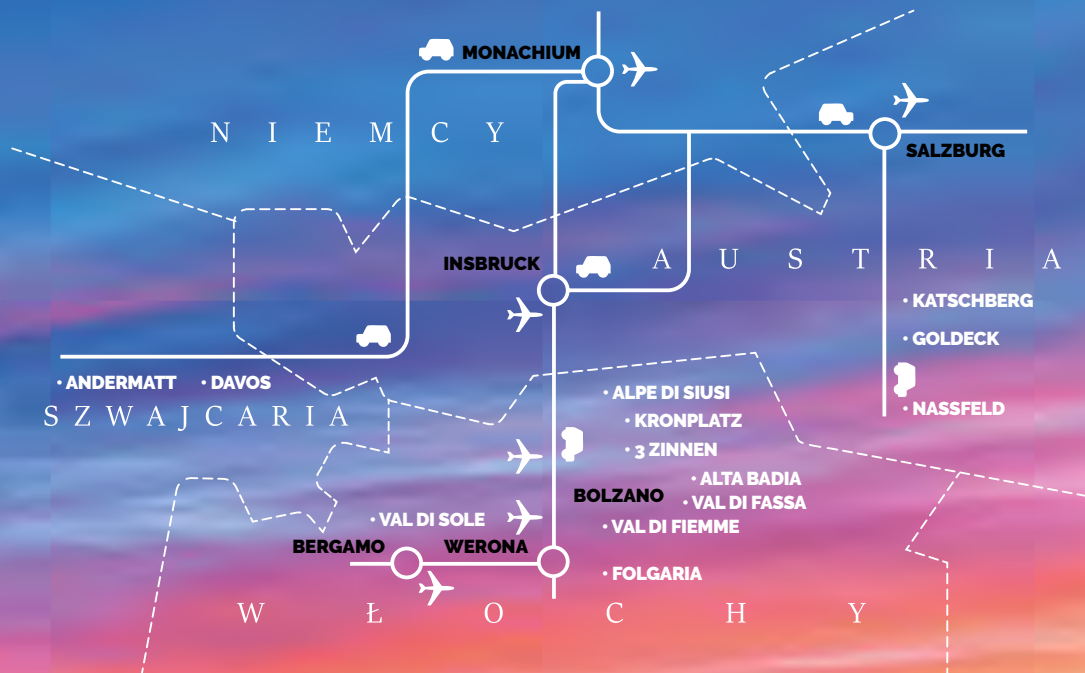 MONACHIUM
NIEMCY
SALZBURG
INSBRUCK
AUSTRIA
• KATSCHBERG
• GOLDECK
• ANDERMATT
• DAVOS
• ALPE DI SIUSI
SZWAJCARIA
• NASSFELD
• KRONPLATZ
• 3 ZINNEN
• ALTA BADIA
BOLZANO
• VAL DI FASSA
• VAL DI SOLE
• VAL DI FIEMME
BERGAMO
WERONA
• FOLGARIA
WŁOCHY